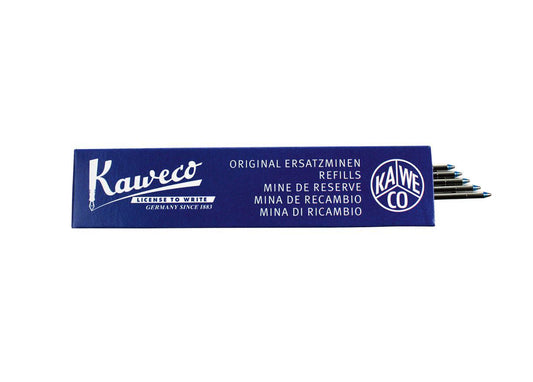 Kaweco
LICENSE TO WRITE
GERMANY SINCE 1883
ORIGINAL ERSATZMINEN
REFILLS
MINE DE RESERVE
MINA DE RECAMBIO
MINA DI RICAMBIO
KA WE
CO